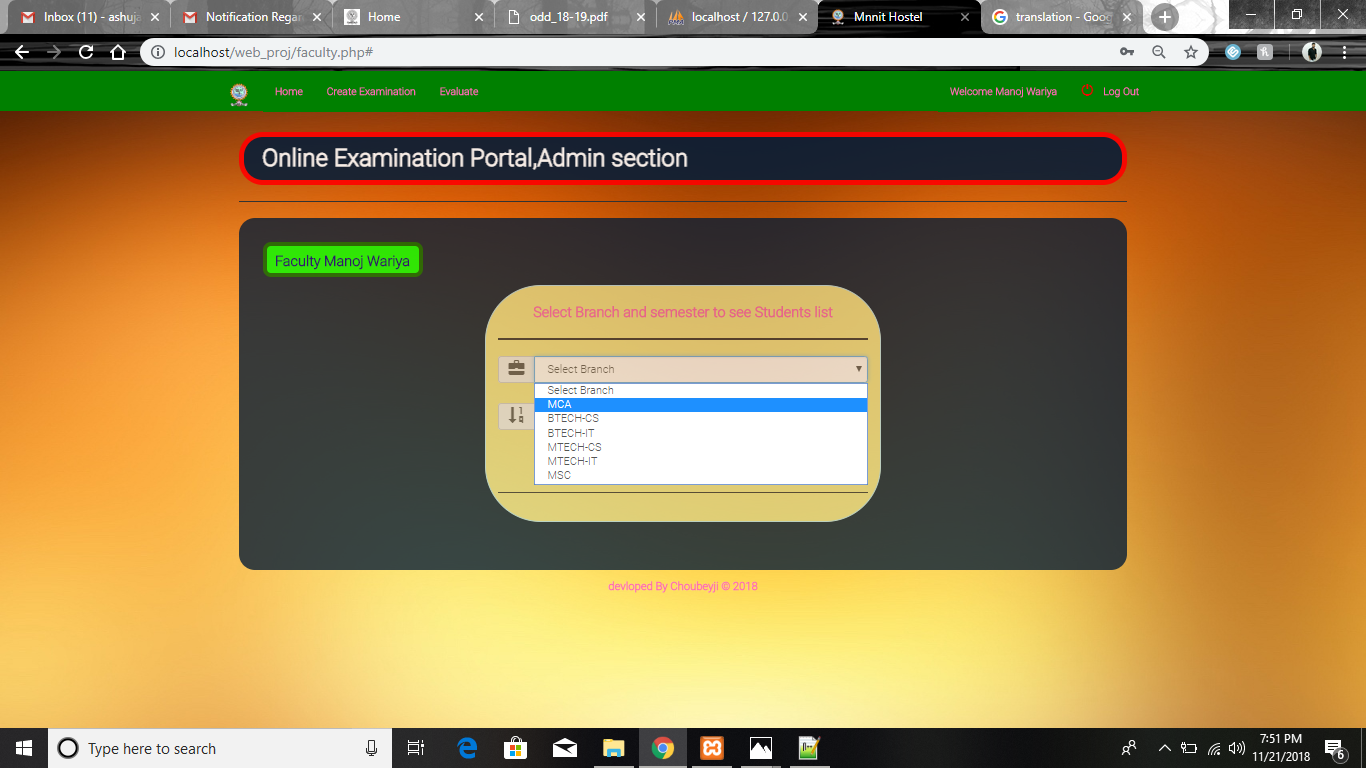 Inbox (11) - ashuja
Notification Regar
Home
odd_18-19.pdf
localhost / 127.0.0
Mnnit Hostel
translation - Goog
localhost/web_proj/faculty.php#
Home
Create Examination
Evaluate
Welcome Manoj Wariya
Log Out
Online Examination Portal,Admin section
Faculty Manoj Wariya
Select Branch and semester to see Students list
Select Branch
Select Branch
MCA
BTECH-CS
BTECH-IT
MTECH-CS
MTECH-IT
MSC
devloped By Choubeyji © 2018
Type here to search
7:51 PM
11/21/2018
6